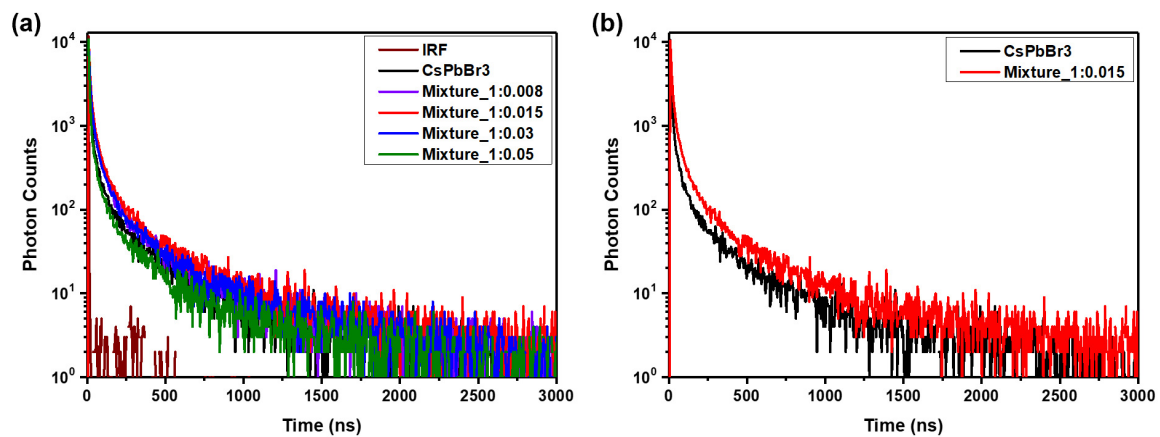 (a)
10⁴
10³
10²
10¹
10⁰
Photon Counts
IRF
CsPbBr3
Mixture_1:0.008
Mixture_1:0.015
Mixture_1:0.03
Mixture_1:0.05
0 500 1000 1500 2000 2500 3000
Time (ns)
(b)
10⁴
10³
10²
10¹
10⁰
Photon Counts
CsPbBr3
Mixture_1:0.015
0 500 1000 1500 2000 2500 3000
Time (ns)